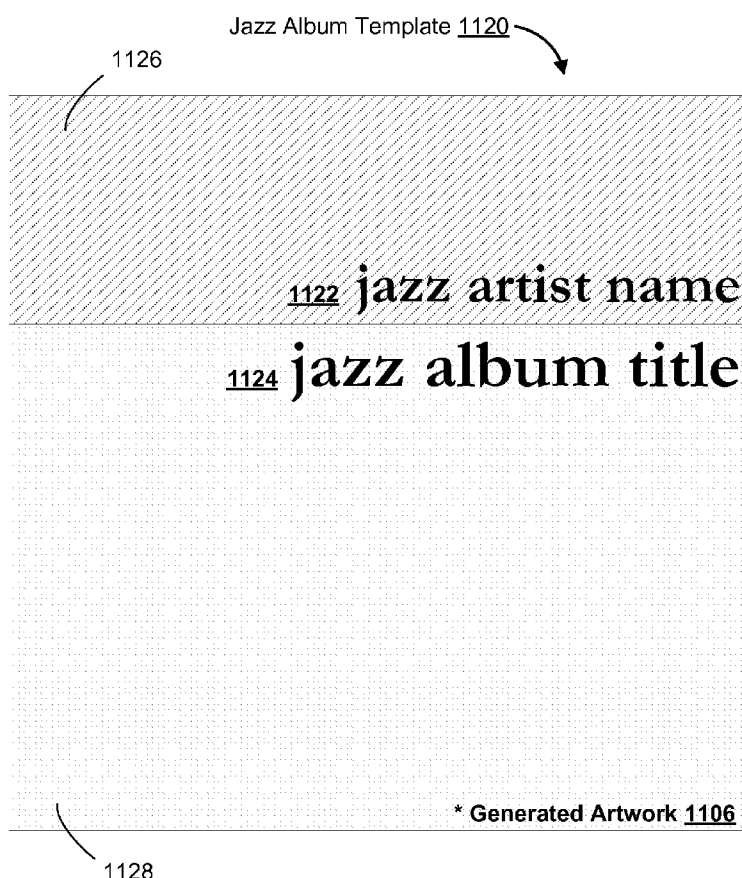 Jazz Album Template 1120
1126
1122 jazz artist name
1124 jazz album title
* Generated Artwork 1106
1128